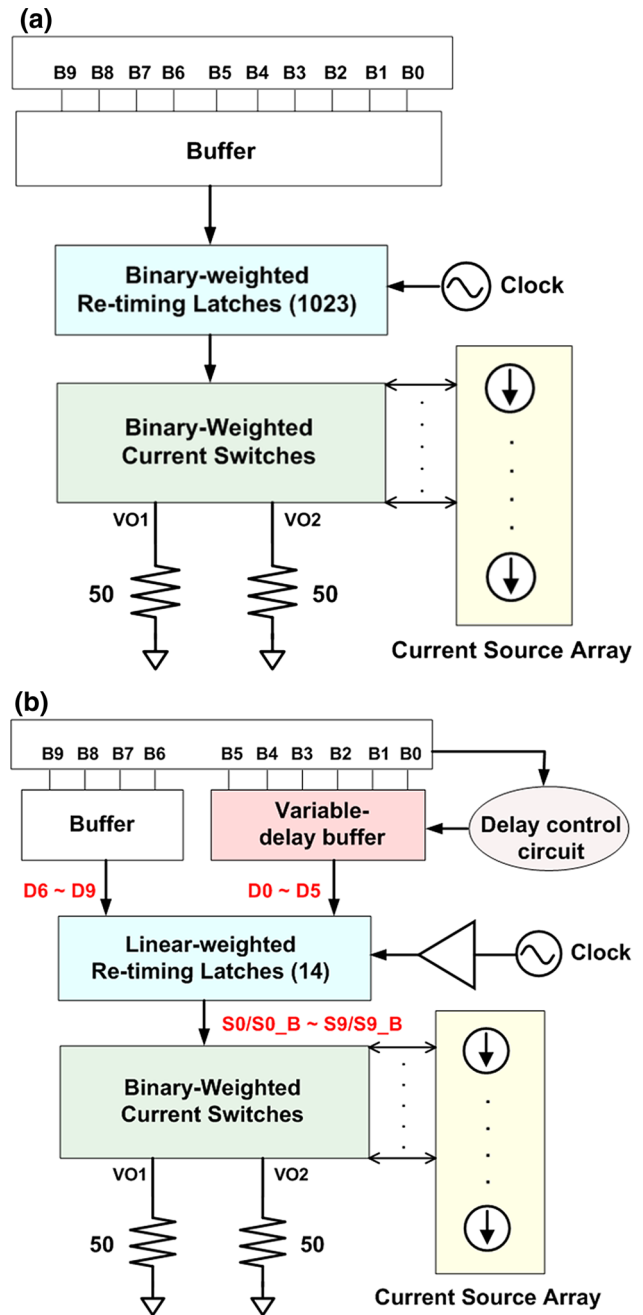 (a)
B9 B8 B7 B6 B5 B4 B3 B2 B1 B0
Buffer
Binary-weighted
Re-timing Latches (1023)
Clock
Binary-Weighted
Current Switches
VO1 VO2
50 50
Current Source Array
(b)
B9 B8 B7 B6 B5 B4 B3 B2 B1 B0
Buffer
Variable-
delay buffer
Delay control
circuit
D6 ~ D9 D0 ~ D5
Linear-weighted
Re-timing Latches (14)
Clock
S0/S0_B ~ S9/S9_B
Binary-Weighted
Current Switches
VO1 VO2
50 50
Current Source Array